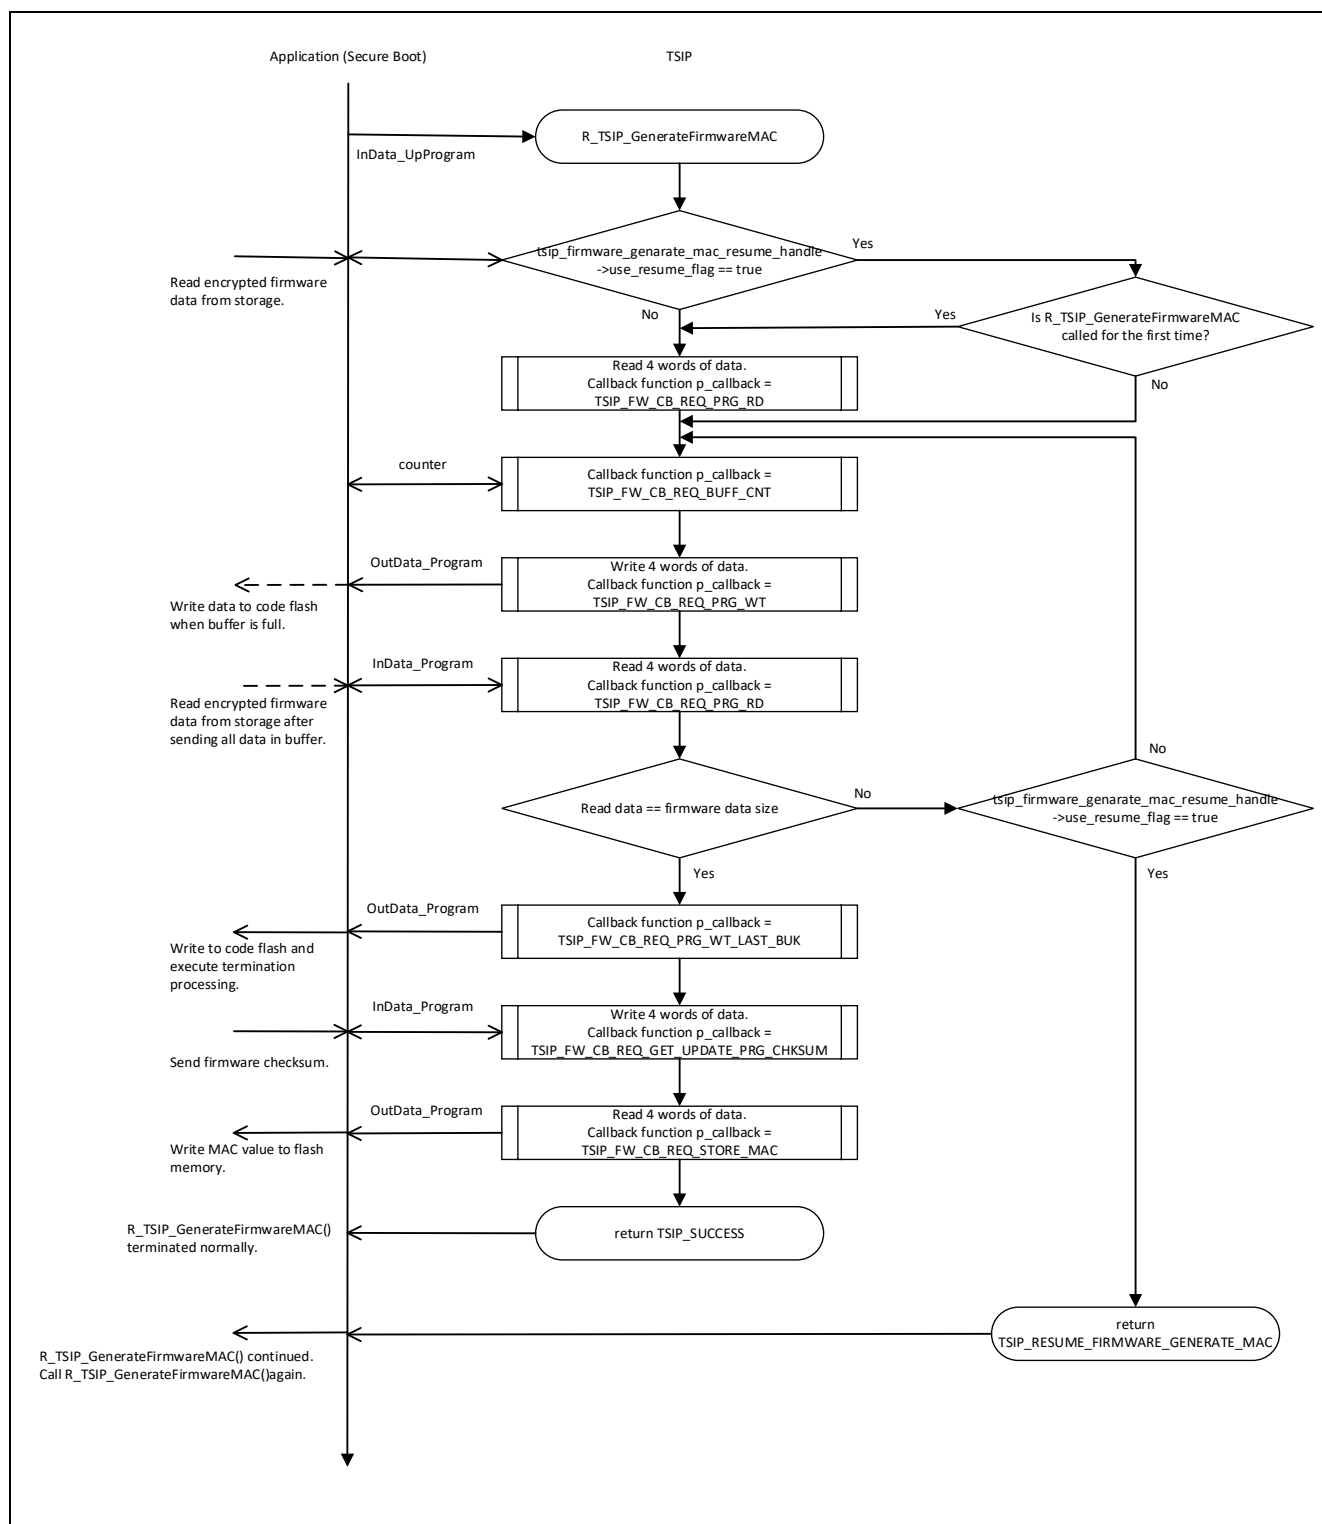 Application (Secure Boot)
TSIP
R_TSIP_GenerateFirmwareMAC
InData_UpProgram
tsip_firmware_genarate_mac_resume_handle
->use_resume_flag == true
Yes
No
Read encrypted firmware
data from storage.
Is R_TSIP_GenerateFirmwareMAC
called for the first time?
Yes
No
Read 4 words of data.
Callback function p_callback =
TSIP_FW_CB_REQ_PRG_RD
counter
Callback function p_callback =
TSIP_FW_CB_REQ_BUFF_CNT
OutData_Program
Write 4 words of data.
Callback function p_callback =
TSIP_FW_CB_REQ_PRG_WT
Write data to code flash
when buffer is full.
InData_Program
Read 4 words of data.
Callback function p_callback =
TSIP_FW_CB_REQ_PRG_RD
Read encrypted firmware
data from storage after
sending all data in buffer.
Read data == firmware data size
No
Yes
tsip_firmware_genarate_mac_resume_handle
->use_resume_flag == true
No
Yes
OutData_Program
Callback function p_callback =
TSIP_FW_CB_REQ_PRG_WT_LAST_BUK
Write to code flash and
execute termination
processing.
InData_Program
Write 4 words of data.
Callback function p_callback =
TSIP_FW_CB_REQ_GET_UPDATE_PRG_CHKSUM
Send firmware checksum.
OutData_Program
Read 4 words of data.
Callback function p_callback =
TSIP_FW_CB_REQ_STORE_MAC
Write MAC value to flash
memory.
R_TSIP_GenerateFirmwareMAC()
terminated normally.
return TSIP_SUCCESS
return
TSIP_RESUME_FIRMWARE_GENERATE_MAC
R_TSIP_GenerateFirmwareMAC() continued.
Call R_TSIP_GenerateFirmwareMAC()again.